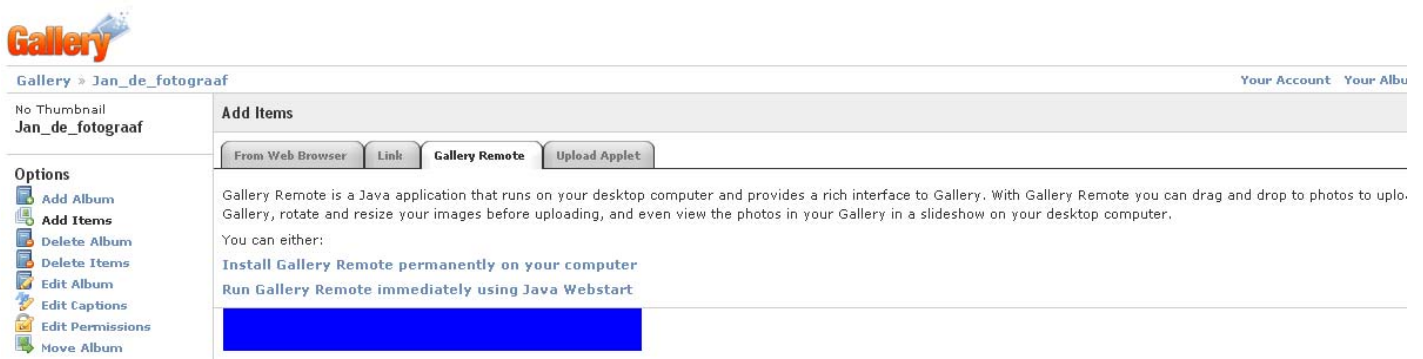 Gallery
Gallery » Jan_de_fotograaf
Your Account Your Albu
No Thumbnail
Jan_de_fotograaf
Options
Add Album
Add Items
Delete Album
Delete Items
Edit Album
Edit Captions
Edit Permissions
Move Album
Add Items
From Web Browser Link Gallery Remote Upload Applet
Gallery Remote is a Java application that runs on your desktop computer and provides a rich interface to Gallery. With Gallery Remote you can drag and drop to photos to uplo
Gallery, rotate and resize your images before uploading, and even view the photos in your Gallery in a slideshow on your desktop computer.
You can either:
Install Gallery Remote permanently on your computer
Run Gallery Remote immediately using Java Webstart